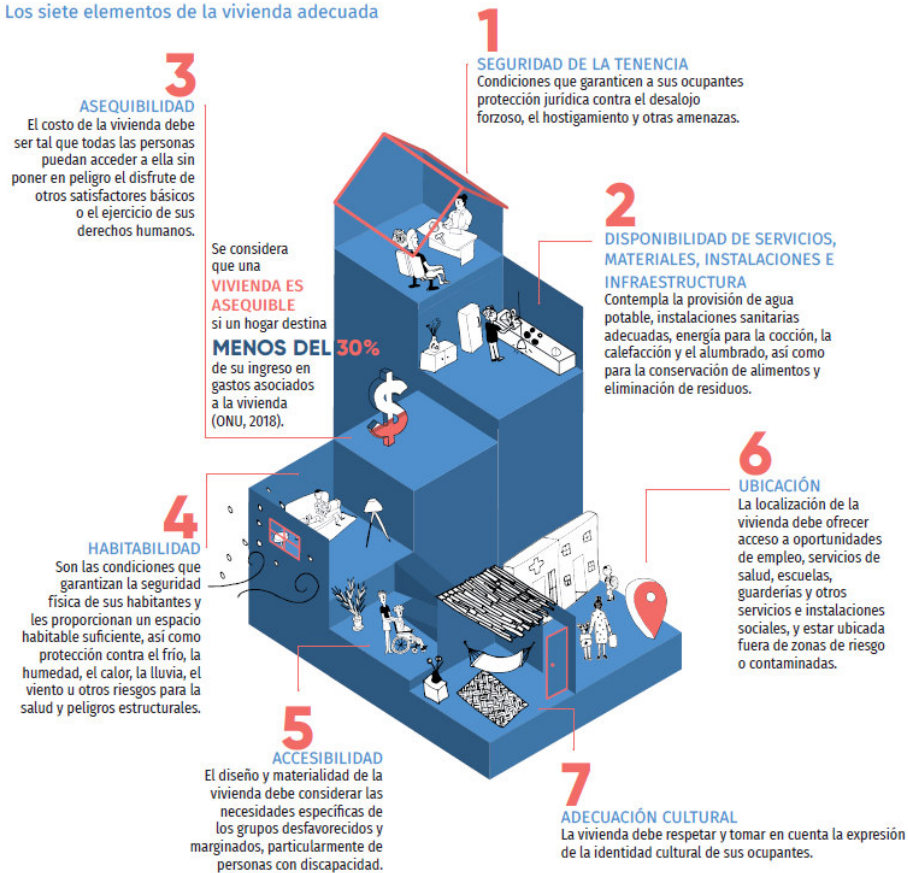 Los siete elementos de la vivienda adecuada
1
SEGURIDAD DE LA TENENCIA
Condiciones que garanticen a sus ocupantes
protección jurídica contra el desalojo
forzoso, el hostigamiento y otras amenazas.
2
DISPONIBILIDAD DE SERVICIOS,
MATERIALES, INSTALACIONES E
INFRAESTRUCTURA
Contempla la provisión de agua
potable, instalaciones sanitarias
adecuadas, energía para la cocción, la
calefacción y el alumbrado, así como
para la conservación de alimentos y
eliminación de residuos.
3
ASEQUIBILIDAD
El costo de la vivienda debe
ser tal que todas las personas
puedan acceder a ella sin
poner en peligro el disfrute de
otros satisfactores básicos
o el ejercicio de sus
derechos humanos.
Se considera
que una
VIVIENDA ES
ASEQUIBLE
si un hogar destina
MENOS DEL 30%
de su ingreso en
gastos asociados
a la vivienda
(ONU, 2018).
$
4
HABITABILIDAD
Son las condiciones que
garantizan la seguridad
física de sus habitantes y
les proporcionan un espacio
habitable suficiente, así como
protección contra el frío, la
humedad, el calor, la lluvia, el
viento u otros riesgos para la
salud y peligros estructurales.
5
ACCESIBILIDAD
El diseño y materialidad de la
vivienda debe considerar las
necesidades específicas de
los grupos desfavorecidos y
marginados, particularmente de
personas con discapacidad.
6
UBICACIÓN
La localización de la
vivienda debe ofrecer
acceso a oportunidades
de empleo, servicios de
salud, escuelas,
guarderías y otros
servicios e instalaciones
sociales, y estar ubicada
fuera de zonas de riesgo
o contaminadas.
7
ADECUACIÓN CULTURAL
La vivienda debe respetar y tomar en cuenta la expresión
de la identidad cultural de sus ocupantes.